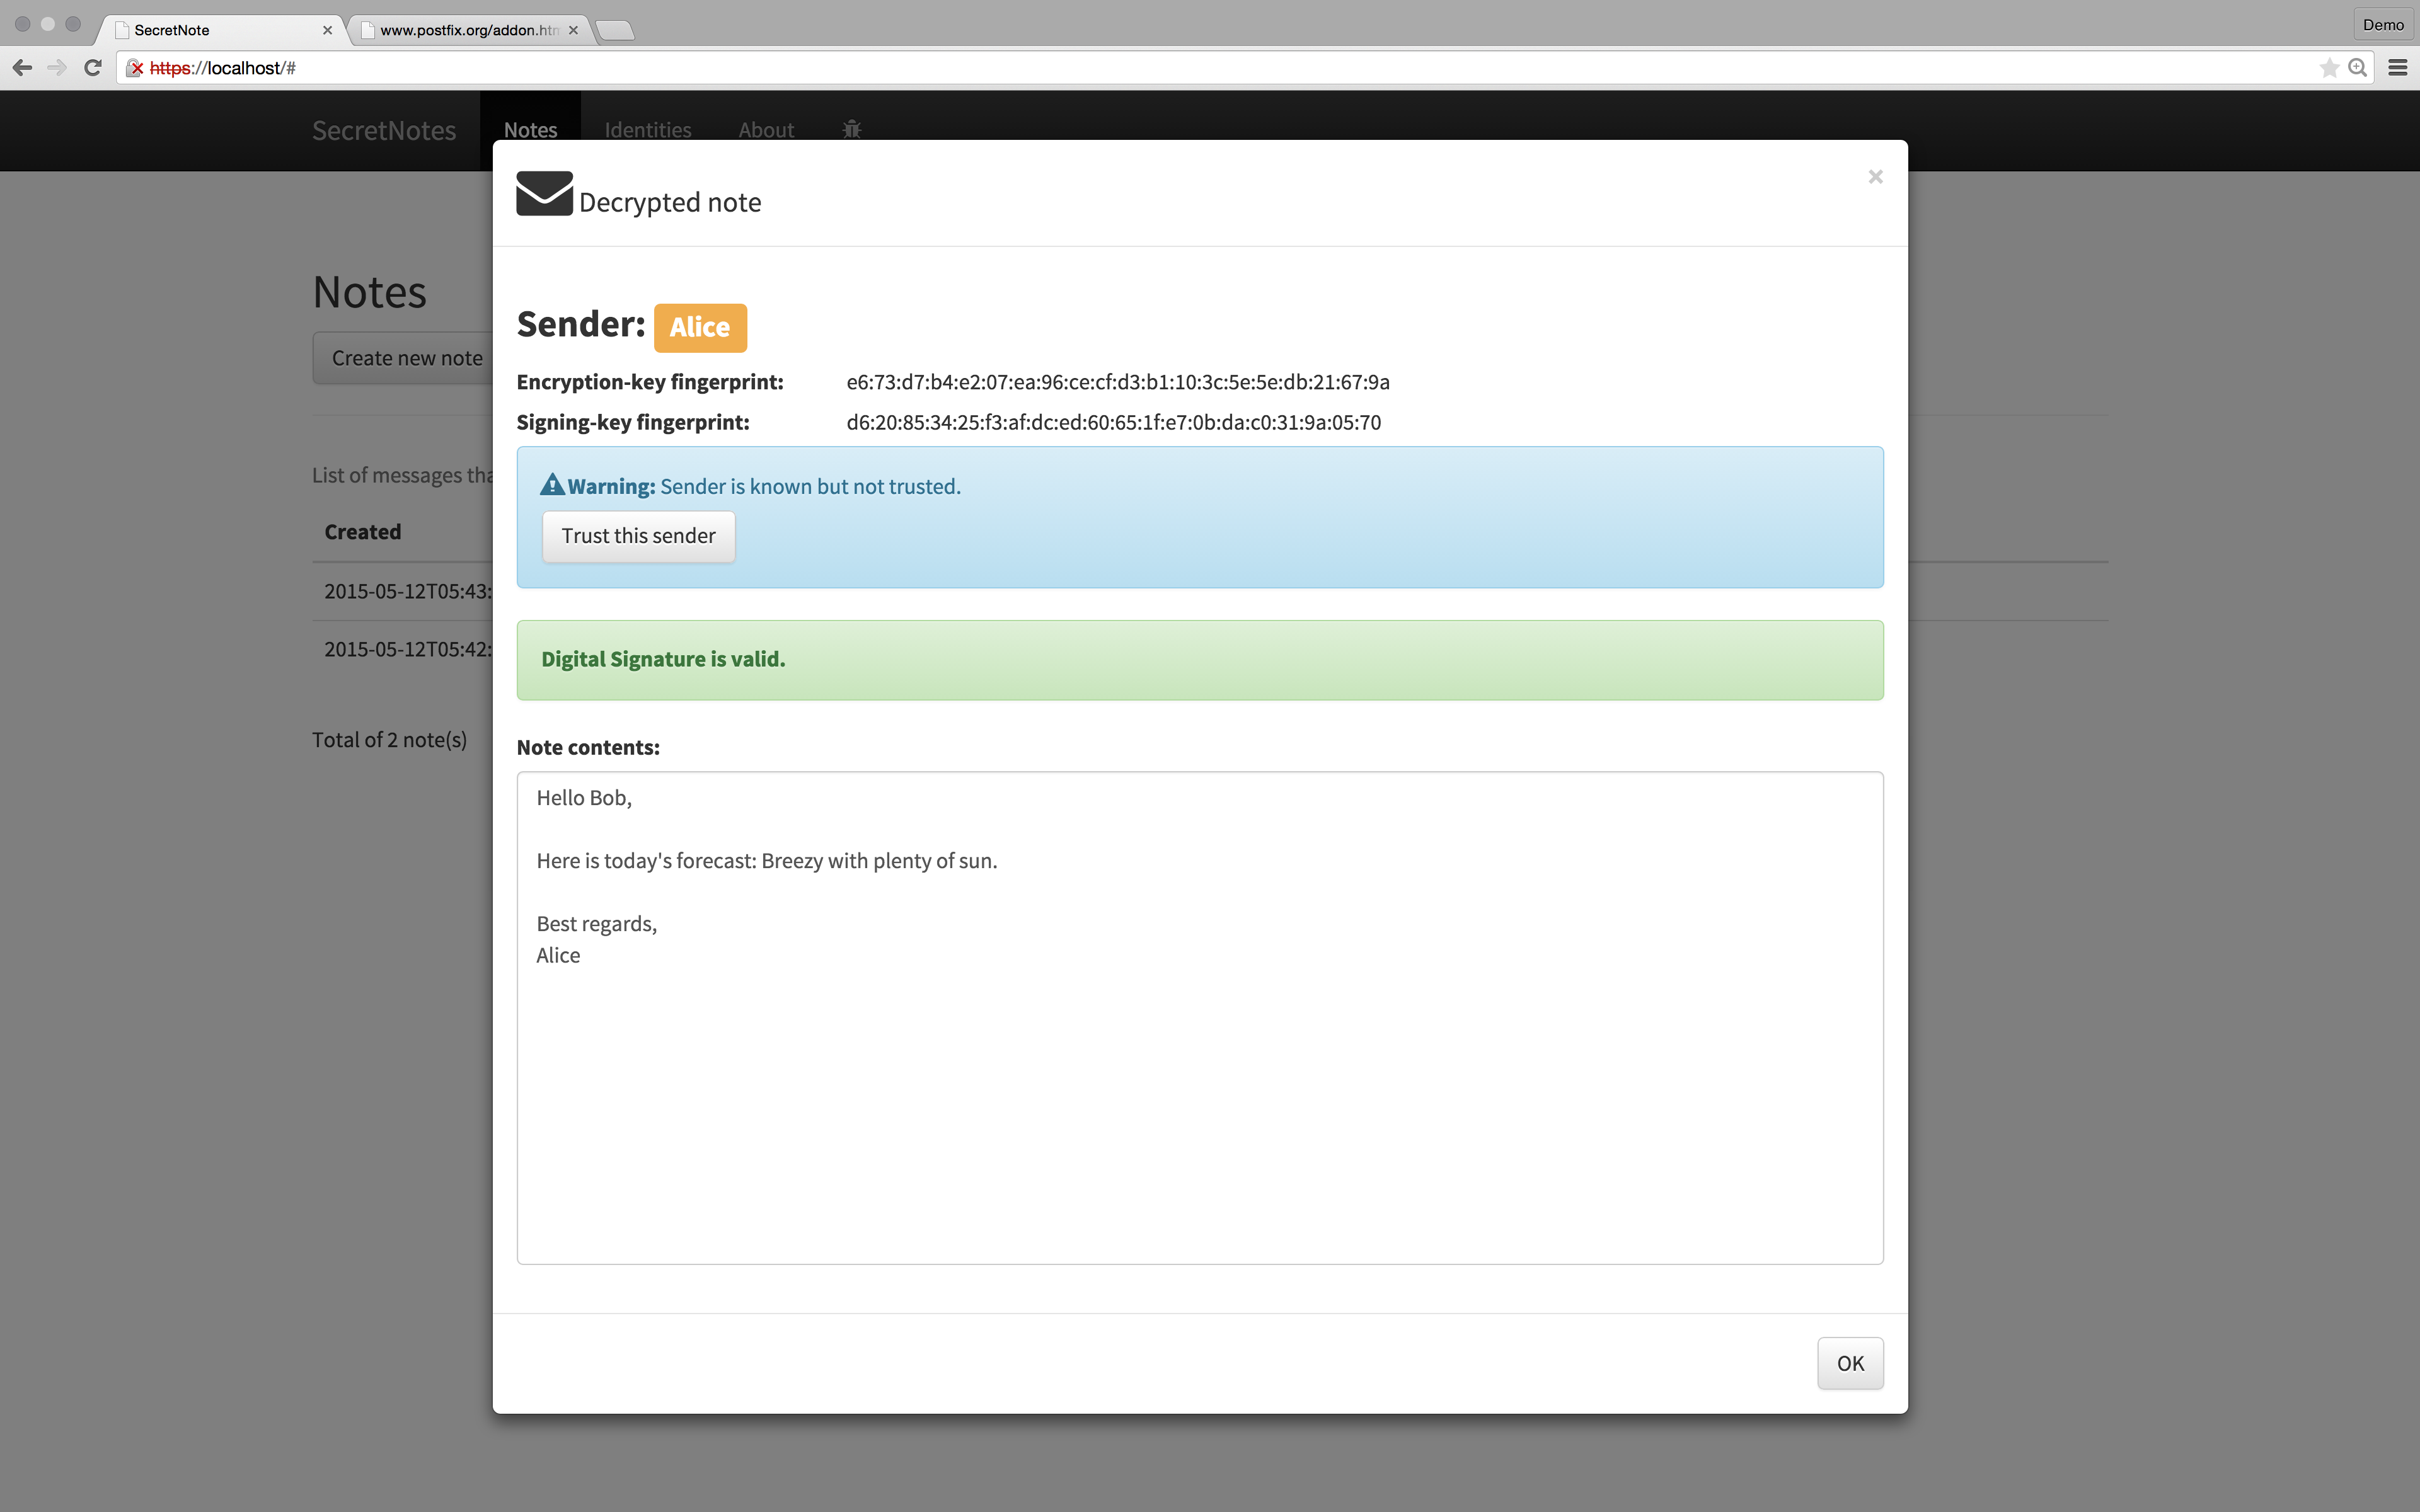 SecretNote
www.postfix.org/addon.htm
Demo
https://localhost/#
SecretNotes
Notes
Identities
About
Decrypted note
×
Notes
Create new note
Sender: Alice
Encryption-key fingerprint: e6:73:d7:b4:e2:07:ea:96:ce:cf:d3:b1:10:3c:5e:5e:db:21:67:9a
Signing-key fingerprint: d6:20:85:34:25:f3:af:dc:ed:60:65:1f:e7:0b:da:c0:31:9a:05:70
List of messages tha
Warning: Sender is known but not trusted.
Trust this sender
Created
2015-05-12T05:43:
2015-05-12T05:42:
Digital Signature is valid.
Total of 2 note(s)
Note contents:
Hello Bob,
Here is today's forecast: Breezy with plenty of sun.
Best regards,
Alice
OK